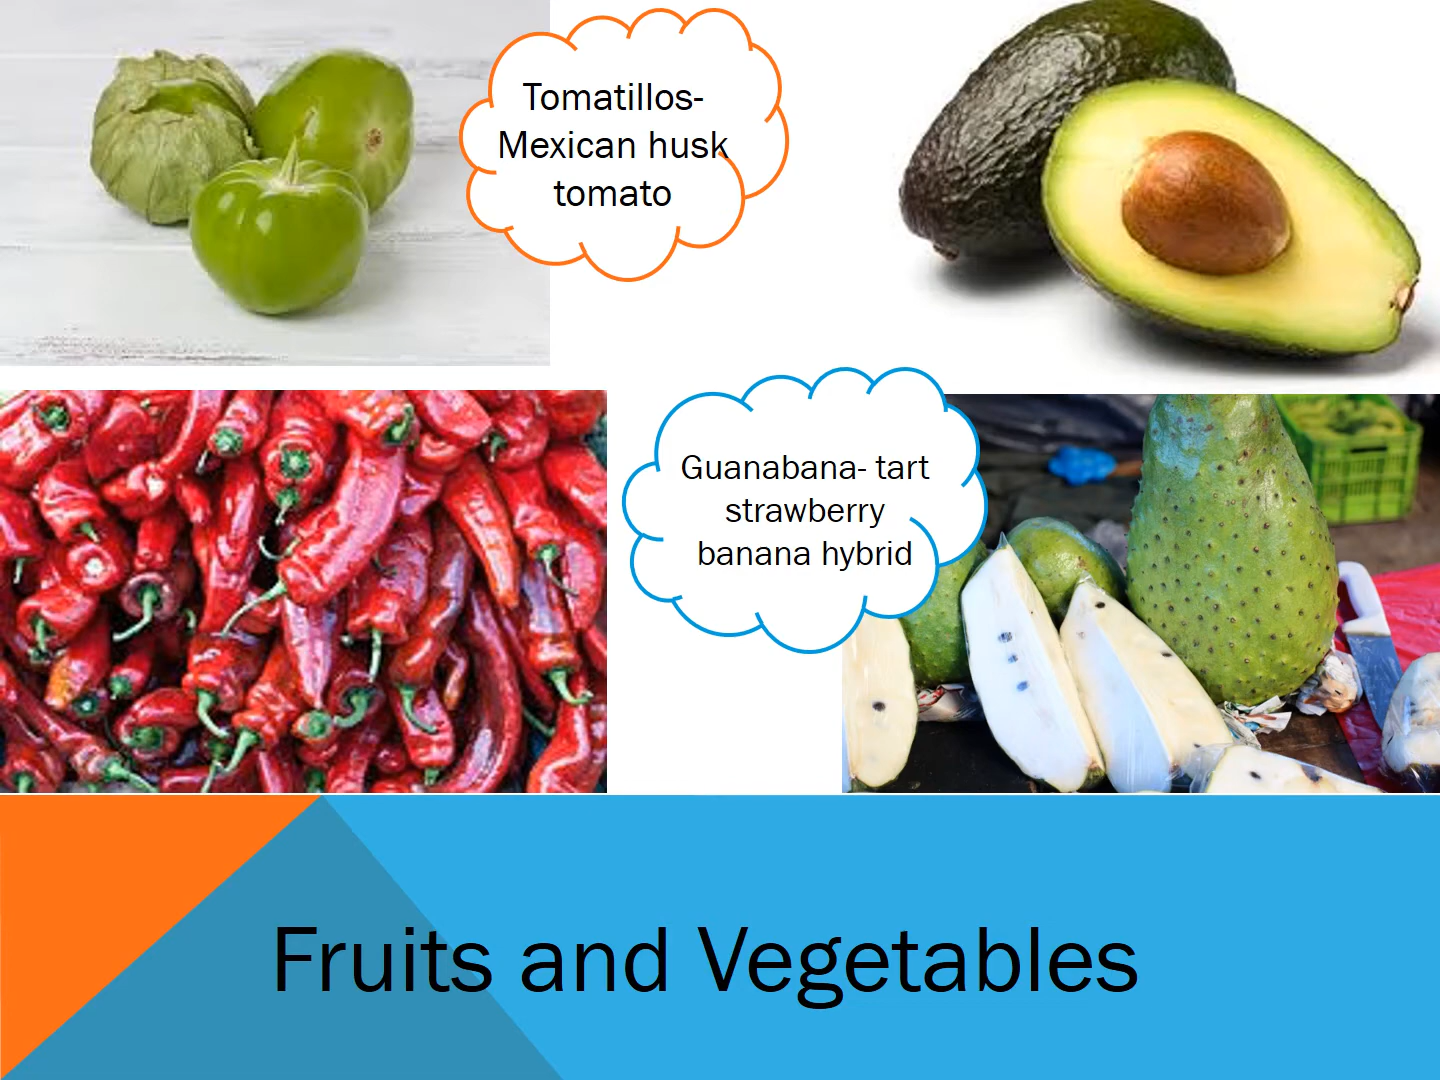 Tomatillos-
Mexican husk
tomato
Guanabana- tart
strawberry
banana hybrid
Fruits and Vegetables